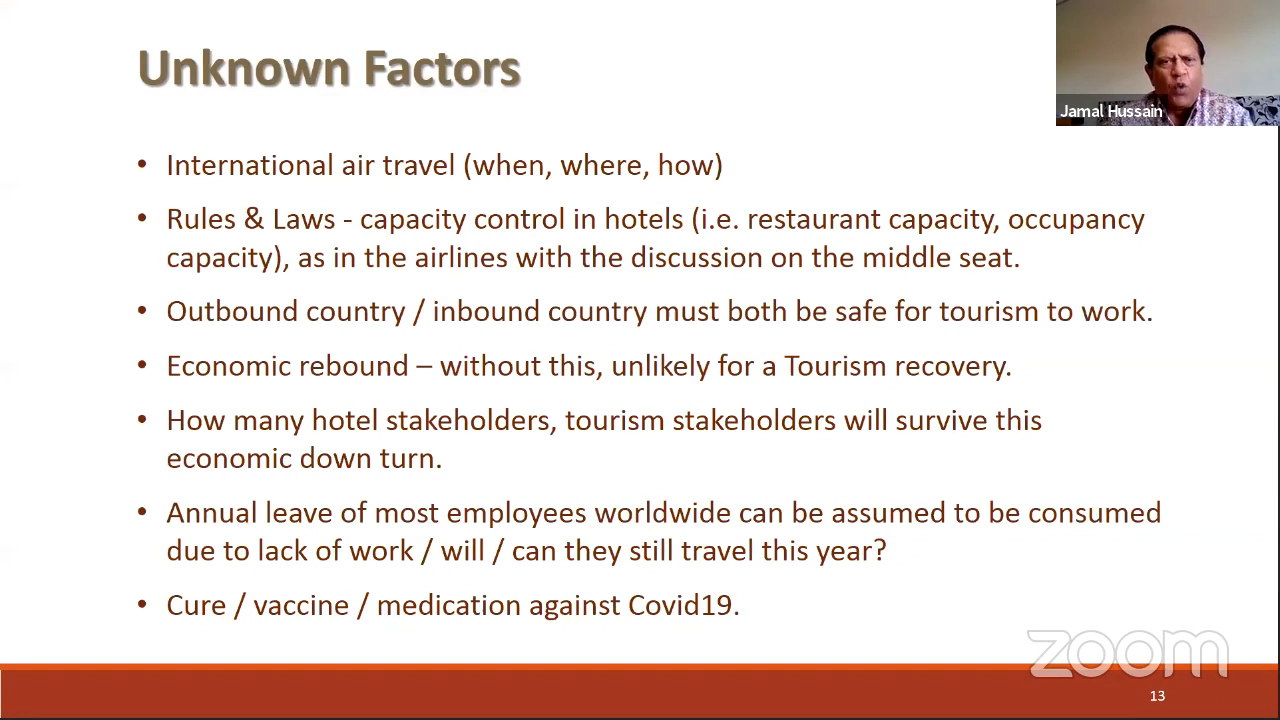 Unknown Factors
Jamal Hussain
• International air travel (when, where, how)
• Rules & Laws - capacity control in hotels (i.e. restaurant capacity, occupancy
capacity), as in the airlines with the discussion on the middle seat.
• Outbound country / inbound country must both be safe for tourism to work.
• Economic rebound – without this, unlikely for a Tourism recovery.
• How many hotel stakeholders, tourism stakeholders will survive this
economic down turn.
• Annual leave of most employees worldwide can be assumed to be consumed
due to lack of work / will / can they still travel this year?
• Cure / vaccine / medication against Covid19.
zoom
13